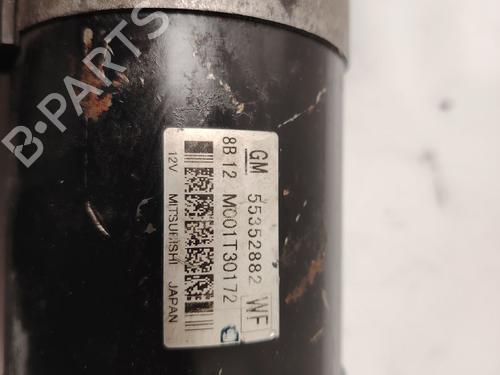 B-PARTS
GM 55352882 WF
8B12 M001T30172
12V MITSUBISHI JAPAN